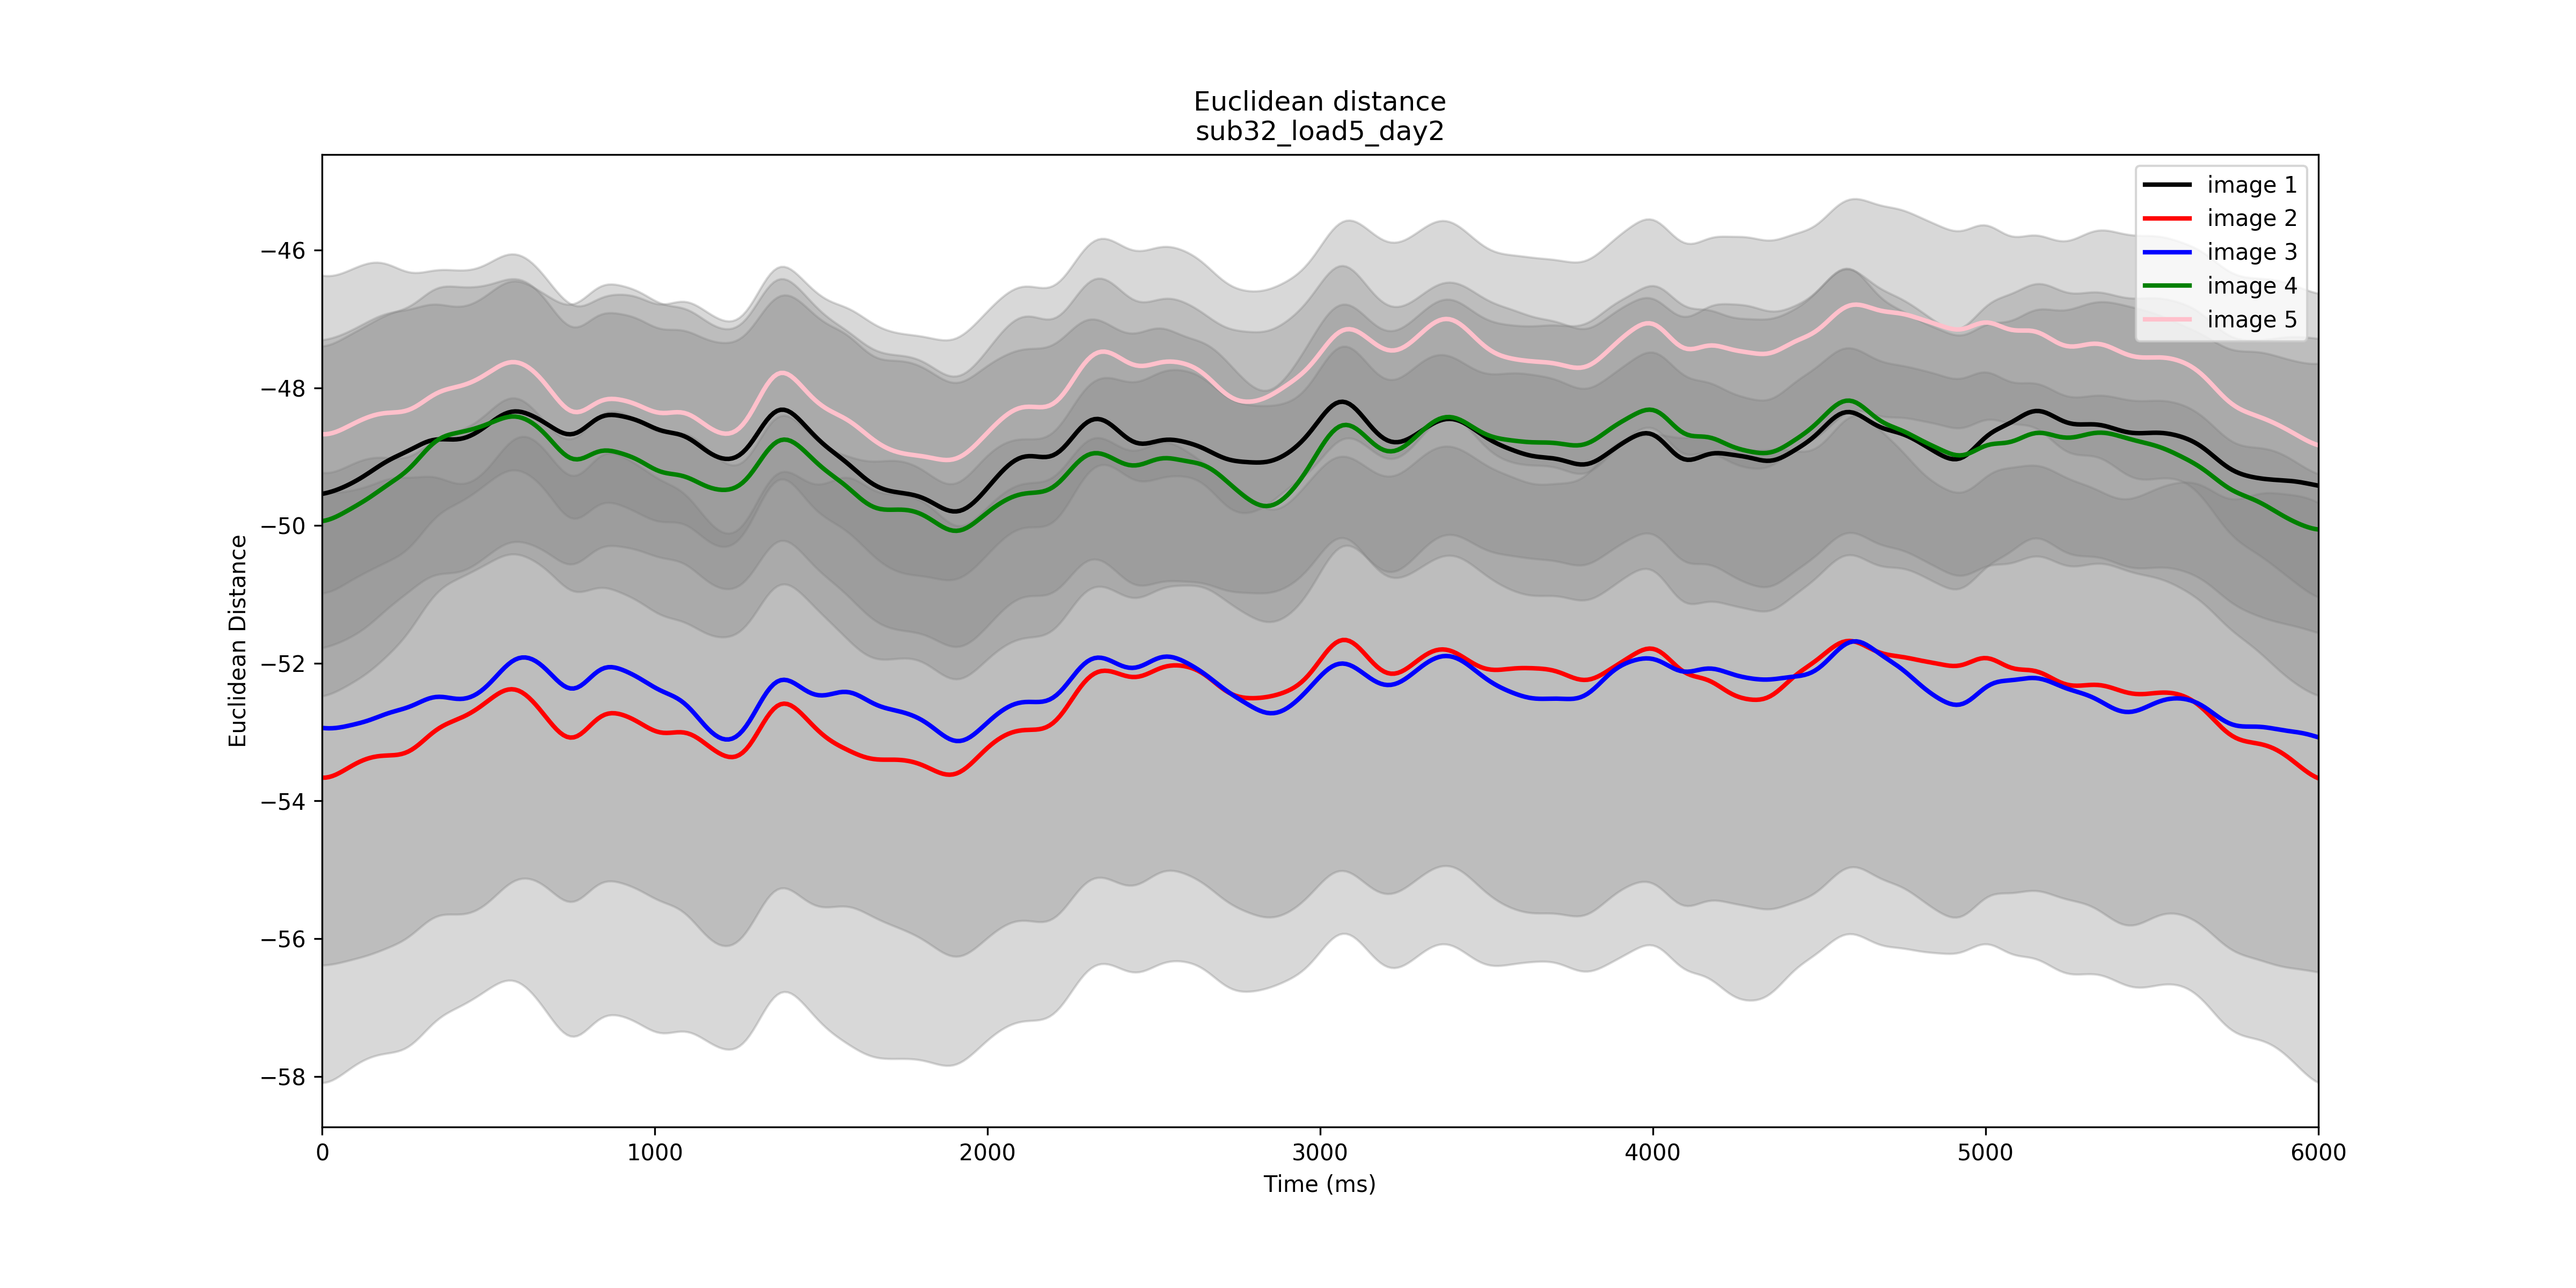 Euclidean distance
sub32_load5_day2
image 1
image 2
image 3
image 4
image 5
−46
−48
−50
−52
−54
−56
−58
Euclidean Distance
0
1000
2000
3000
4000
5000
6000
Time (ms)